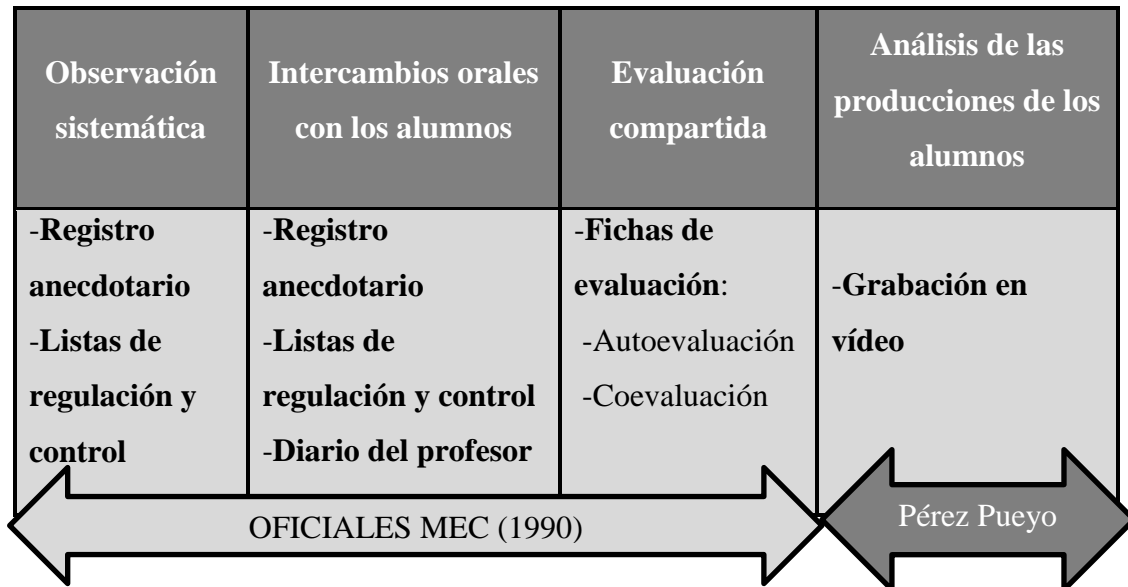 Observación
sistemática
Intercambios orales
con los alumnos
Evaluación
compartida
Análisis de las
producciones de los
alumnos
-Registro
anecdotario
-Listas de
regulación y
control
-Registro
anecdotario
-Listas de
regulación y control
-Diario del profesor
-Fichas de
evaluación:
-Autoevaluación
-Coevaluación
-Grabación en
vídeo
OFICIALES MEC (1990)
Pérez Pueyo